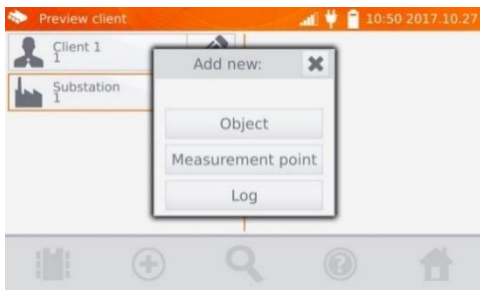 Preview client
10:50 2017.10.27
Client 1
1
Substation
1
Add new:
Object
Measurement point
Log